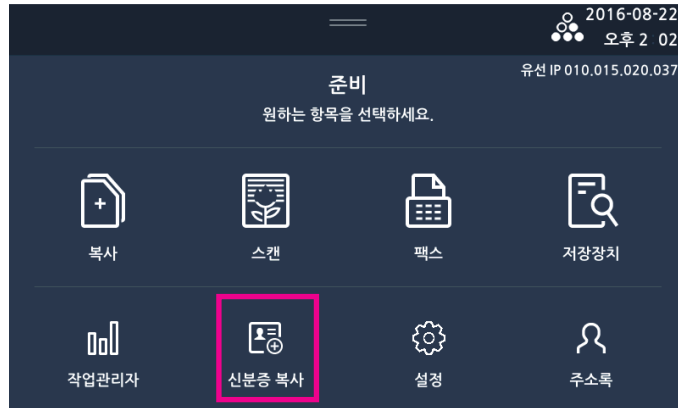 2016-08-22
오후 2 02
유선 IP 010.015.020.037
준비
원하는 항목을 선택하세요.
복사 스캔 팩스 저장장치
작업관리자 신분증 복사 설정 주소록